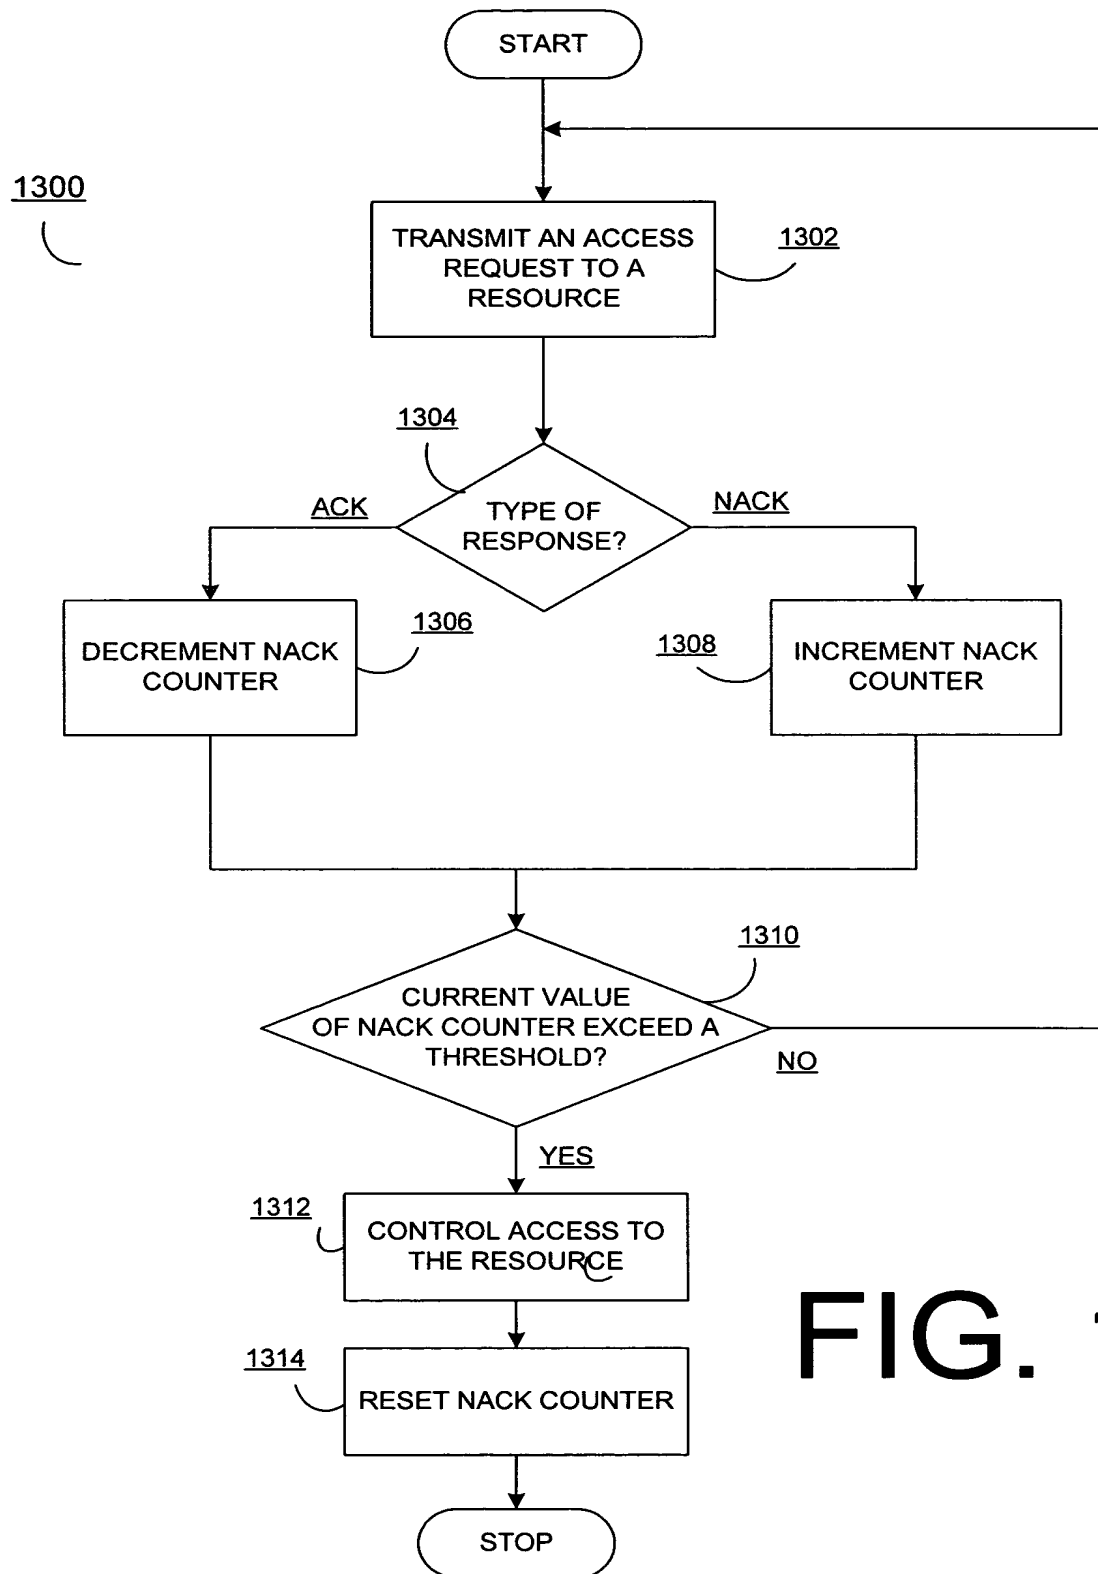 START
1300
TRANSMIT AN ACCESS
REQUEST TO A
RESOURCE
1302
1304
TYPE OF
RESPONSE?
ACK
NACK
DECREMENT NACK
COUNTER
1306
1308
INCREMENT NACK
COUNTER
1310
CURRENT VALUE
OF NACK COUNTER EXCEED A
THRESHOLD?
NO
YES
1312
CONTROL ACCESS TO
THE RESOURCE
1314
RESET NACK COUNTER
STOP
FIG.